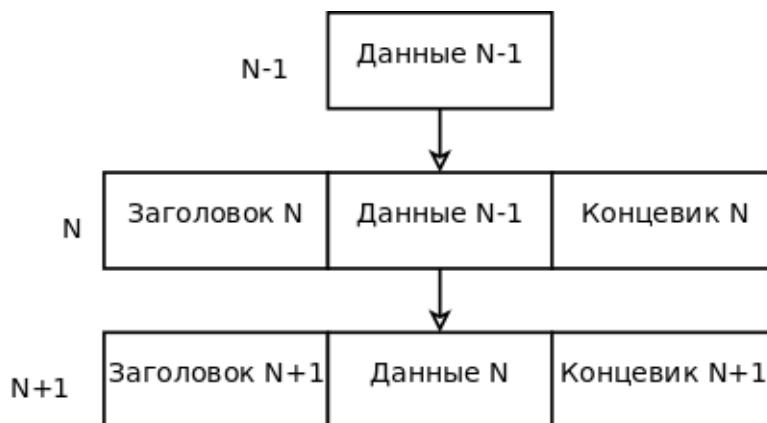 N-1
Данные N-1
N
Заголовок N
Данные N-1
Концевик N
N+1
Заголовок N+1
Данные N
Концевик N+1